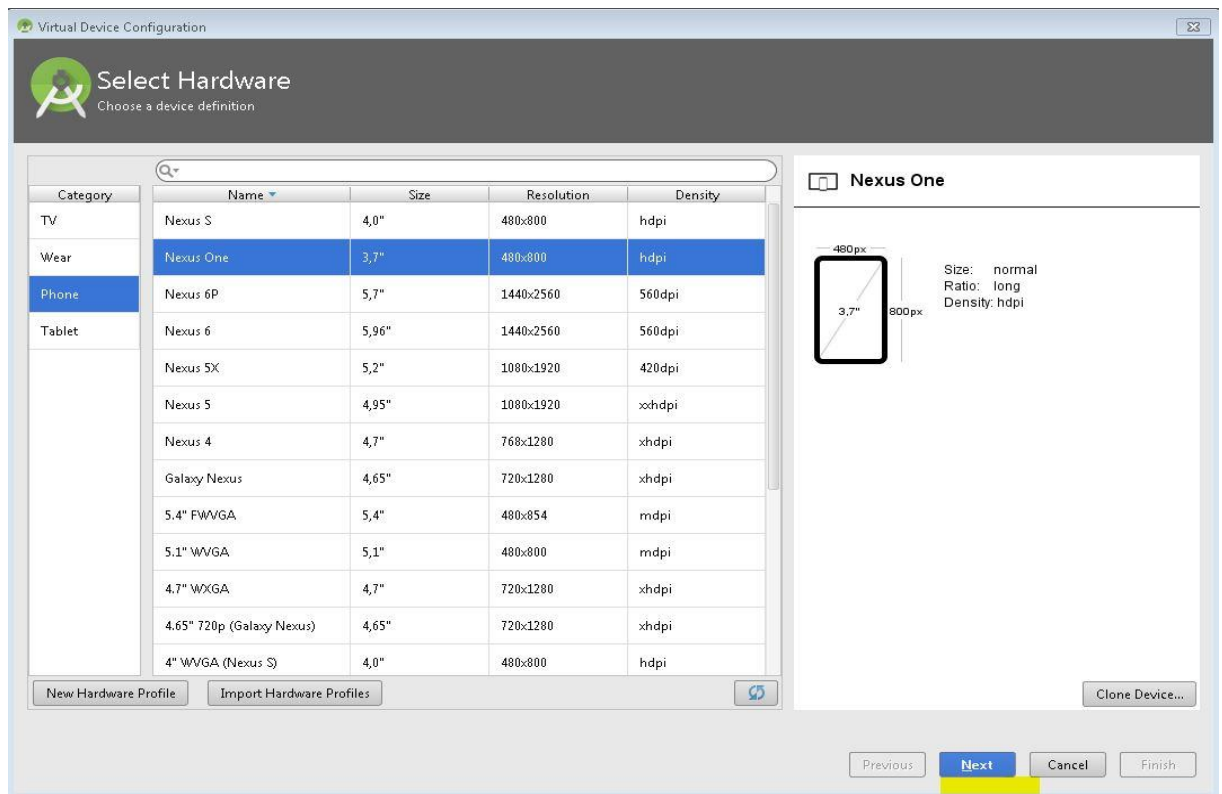 Virtual Device Configuration
Select Hardware
Choose a device definition
Category
TV
Wear
Phone
Tablet
Name Size Resolution Density
Nexus S 4,0" 480x800 hdpi
Nexus One 3,7" 480x800 hdpi
Nexus 6P 5,7" 1440x2560 560dpi
Nexus 6 5,96" 1440x2560 560dpi
Nexus 5X 5,2" 1080x1920 420dpi
Nexus 5 4,95" 1080x1920 xxhdpi
Nexus 4 4,7" 768x1280 xhdpi
Galaxy Nexus 4,65" 720x1280 xhdpi
5.4" FWVGA 5,4" 480x854 mdpi
5.1" WVGA 5,1" 480x800 mdpi
4.7" WXGA 4,7" 720x1280 xhdpi
4.65" 720p (Galaxy Nexus) 4,65" 720x1280 xhdpi
4" WVGA (Nexus S) 4,0" 480x800 hdpi
New Hardware Profile Import Hardware Profiles
Nexus One
480px
3,7"
800px
Size: normal
Ratio: long
Density: hdpi
Clone Device...
Previous Next Cancel Finish